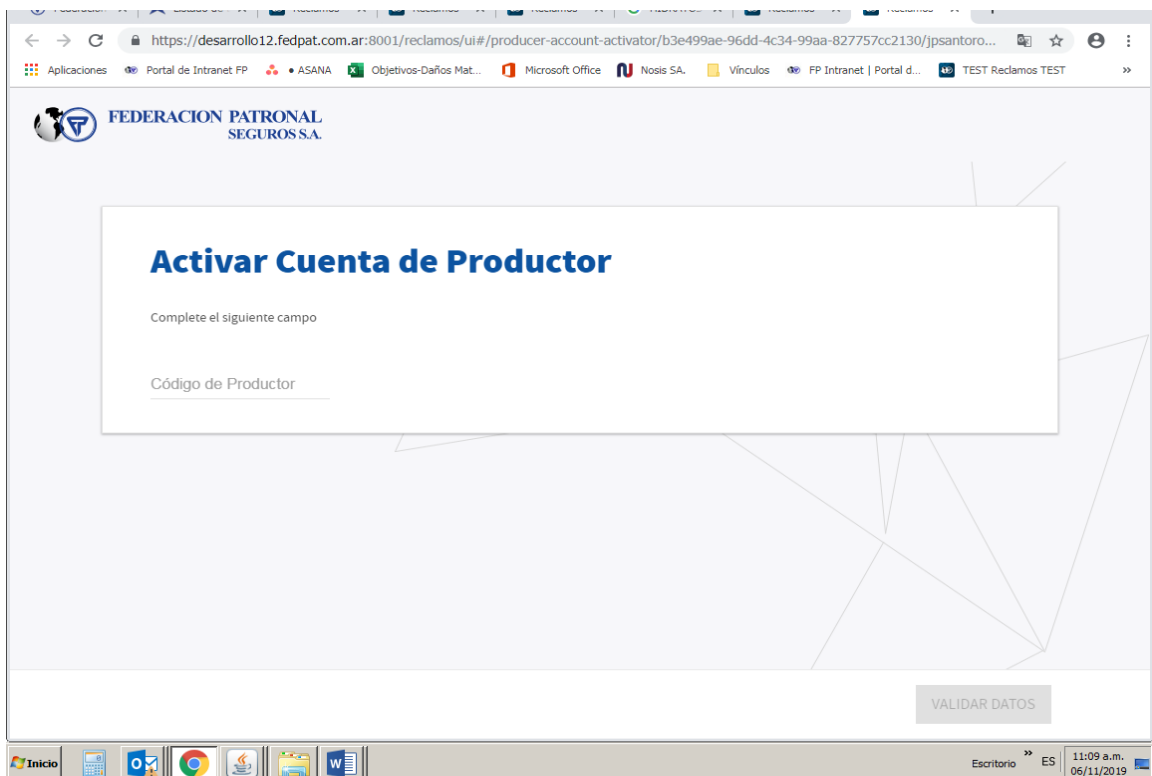 https://desarrollo12.fedpat.com.ar:8001/reclamos/ui#/producer-account-activator/b3e499ae-96dd-4c34-99aa-827757cc2130/jpsantoro...
Aplicaciones Portal de Intranet FP • ASANA Objetivos-Daños Mat... Microsoft Office Nosis SA. Vínculos FP Intranet | Portal d... TEST Reclamos TEST »
FEDERACION PATRONAL
SEGUROS S.A.
Activar Cuenta de Productor
Complete el siguiente campo
Código de Productor
VALIDAR DATOS
Inicio Escritorio » ES 11:09 a.m.
06/11/2019